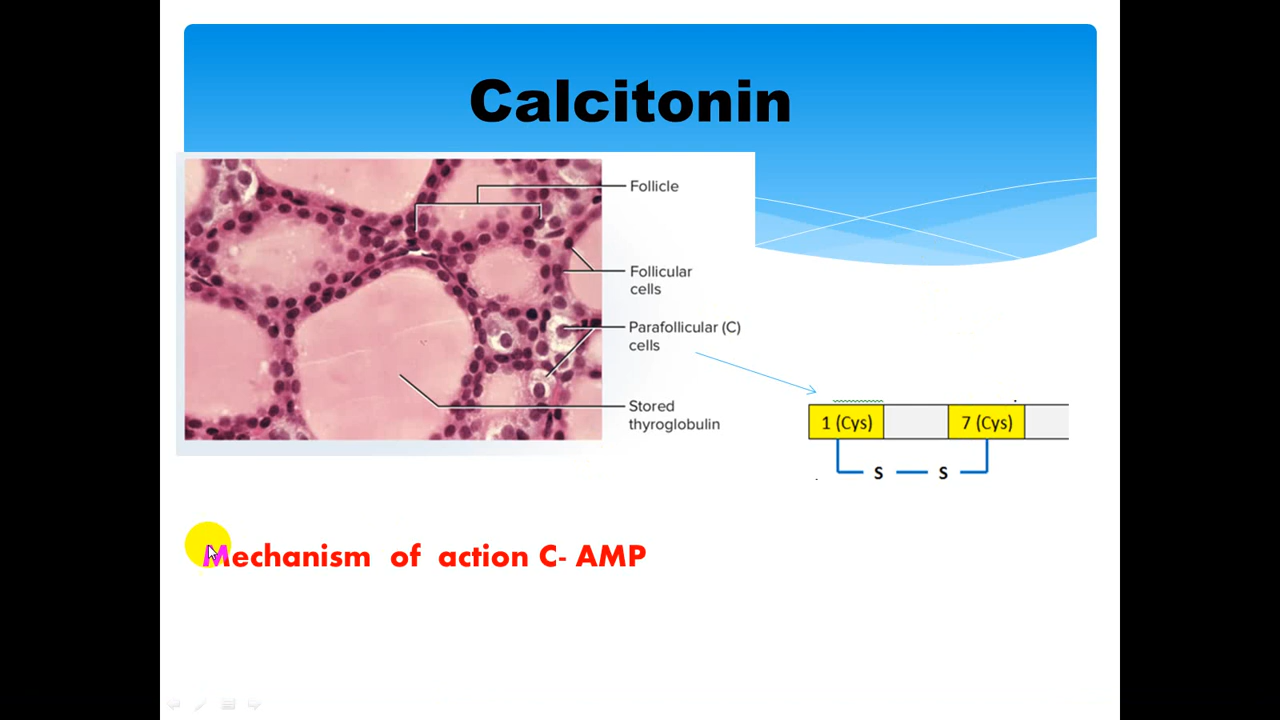 Calcitonin
Follicle
Follicular
cells
Parafollicular (C)
cells
Stored
thyroglobulin
1 (Cys)
7 (Cys)
S
S
Mechanism of action C- AMP